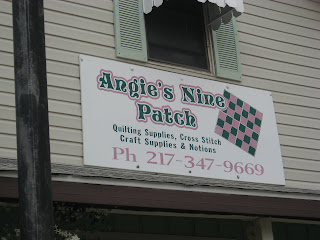 Angie's Nine
Patch
Quilting Supplies, Cross Stitch
Craft Supplies & Notions
Ph 217-347-9669